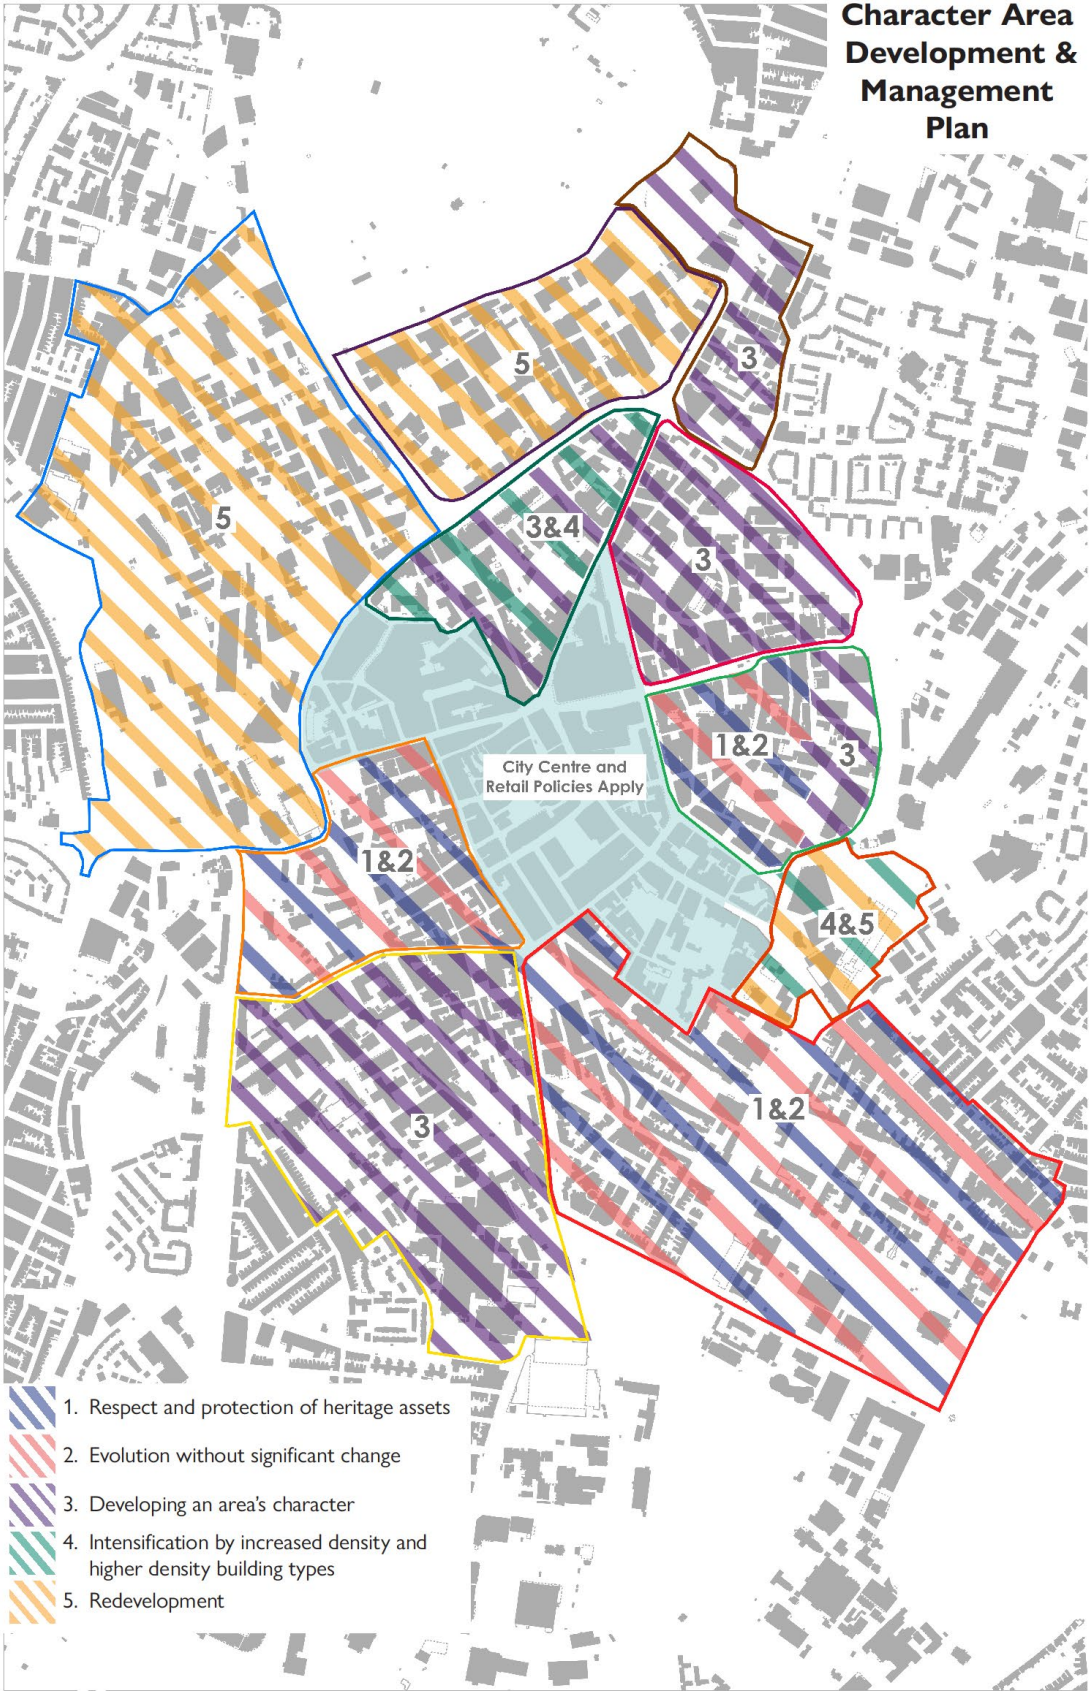 Character Area
Development &
Management
Plan
5
3
5
3&4
3
1&2
3
City Centre and
Retail Policies Apply
1&2
4&5
1&2
3
1. Respect and protection of heritage assets
2. Evolution without significant change
3. Developing an area's character
4. Intensification by increased density and
higher density building types
5. Redevelopment